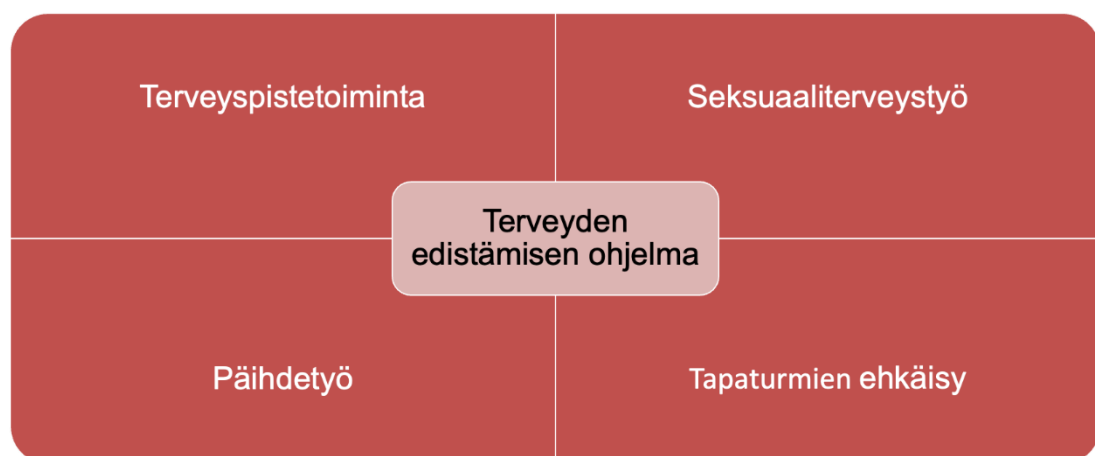 Terveyspistetoiminta
Seksuaaliterveystyö
Terveyden
edistämisen ohjelma
Päihdetyö
Tapaturmien ehkäisy